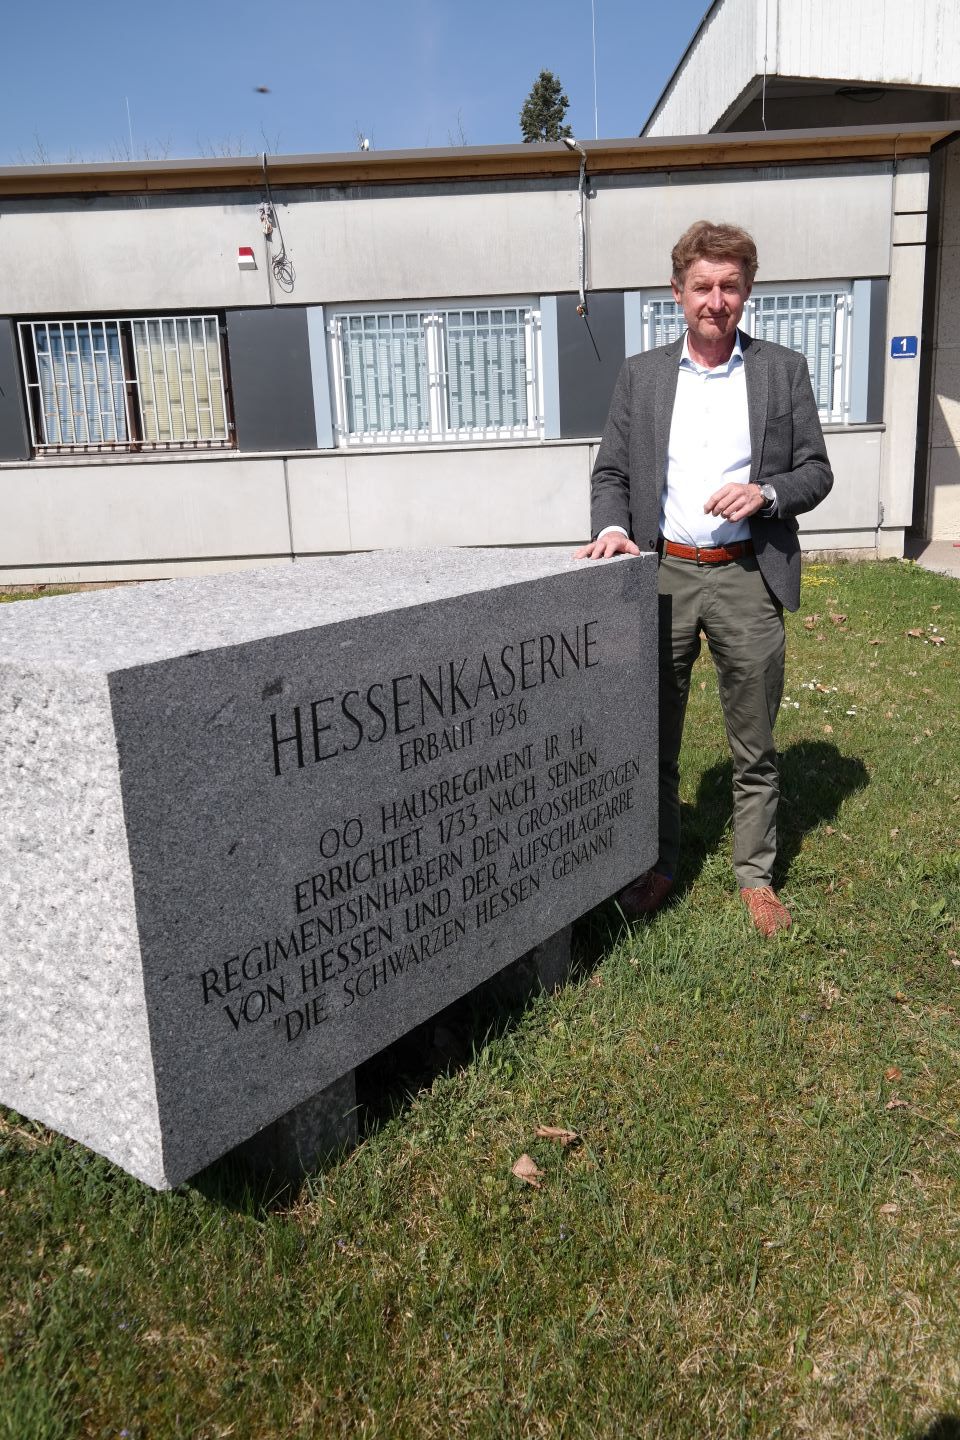 HESSENKASERNE
ERBAUT 1936
OÖ HAUSREGIMENT IR 14
ERRICHTET 1733 NACH SEINEN
REGIMENTSINHABERN DEN GROSSHERZOGEN
VON HESSEN UND DER AUFSCHLAGFARBE
"DIE SCHWARZEN HESSEN" GENANNT
1